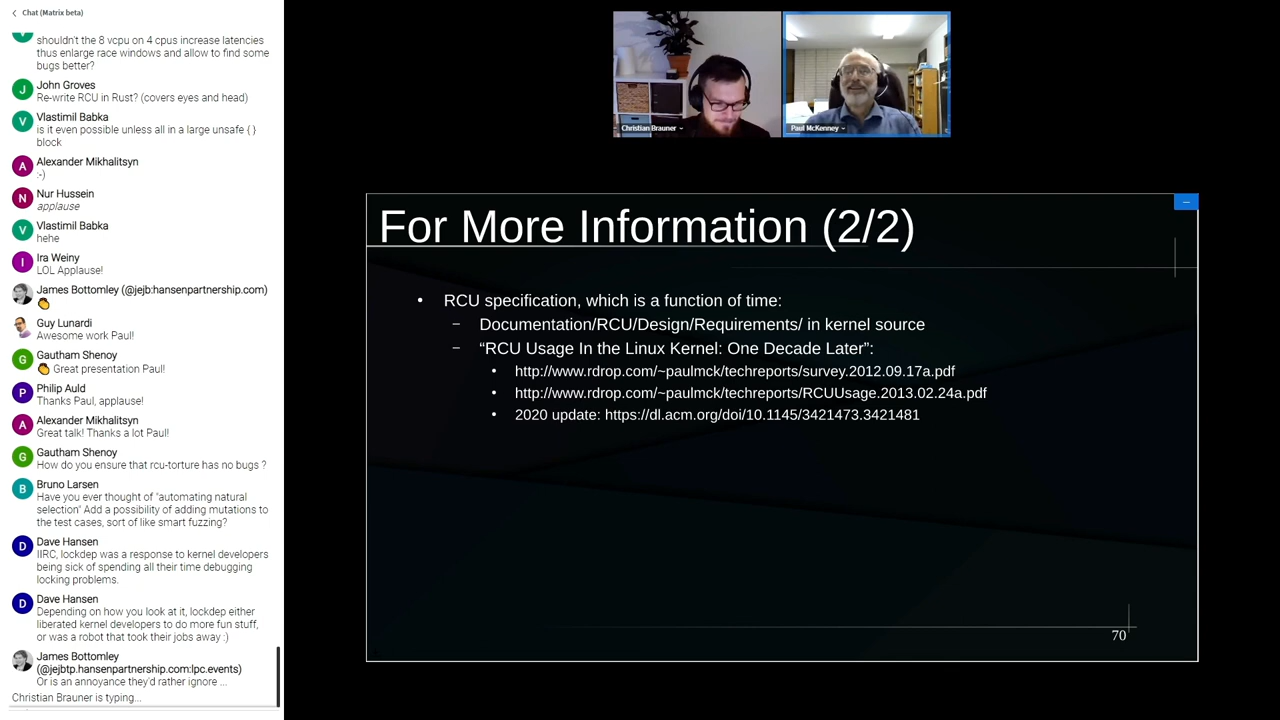 Chat (Matrix beta)
shouldn't the 8 vcpu on 4 cpus increase latencies
thus enlarge race windows and allow to find some
bugs better?
J
John Groves
Re-write RCU in Rust? (covers eyes and head)
V
Vlastimil Babka
is it even possible unless all in a large unsafe { }
block
A
Alexander Mikhalitsyn
:-)
N
Nur Hussein
applause
V
Vlastimil Babka
hehe
I
Ira Weiny
LOL Applause!
James Bottomley (@jejb:hansenpartnership.com)
👏
Guy Lunardi
Awesome work Paul!
G
Gautham Shenoy
👏 Great presentation Paul!
P
Philip Auld
Thanks Paul, applause!
A
Alexander Mikhalitsyn
Great talk! Thanks a lot Paul!
G
Gautham Shenoy
How do you ensure that rcu-torture has no bugs ?
B
Bruno Larsen
Have you ever thought of "automating natural
selection" Add a possibility of adding mutations to
the test cases, sort of like smart fuzzing?
D
Dave Hansen
IIRC, lockdep was a response to kernel developers
being sick of spending all their time debugging
locking problems.
D
Dave Hansen
Depending on how you look at it, lockdep either
liberated kernel developers to do more fun stuff,
or was a robot that took their jobs away :)
James Bottomley
(@jejbtp.hansenpartnership.com:lpc.events)
Or is an annoyance they'd rather ignore ...
Christian Brauner is typing...
Christian Brauner
Paul McKenney
For More Information (2/2)
• RCU specification, which is a function of time:
– Documentation/RCU/Design/Requirements/ in kernel source
– “RCU Usage In the Linux Kernel: One Decade Later”:
• http://www.rdrop.com/~paulmck/techreports/survey.2012.09.17a.pdf
• http://www.rdrop.com/~paulmck/techreports/RCUUsage.2013.02.24a.pdf
• 2020 update: https://dl.acm.org/doi/10.1145/3421473.3421481
70